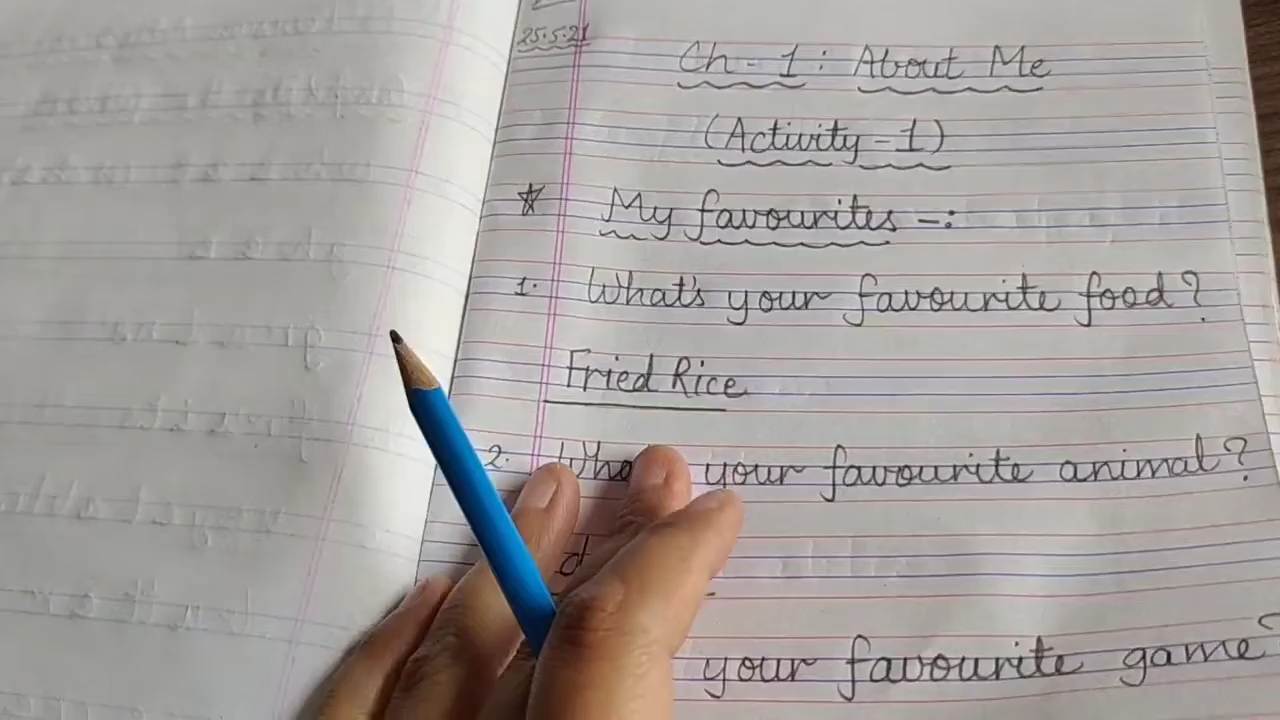 25.5.21
Ch-1: About Me
(Activity-1)
☆ My favourites -:
1. What's your favourite food?
Fried Rice
2. your favourite animal?
your favourite game